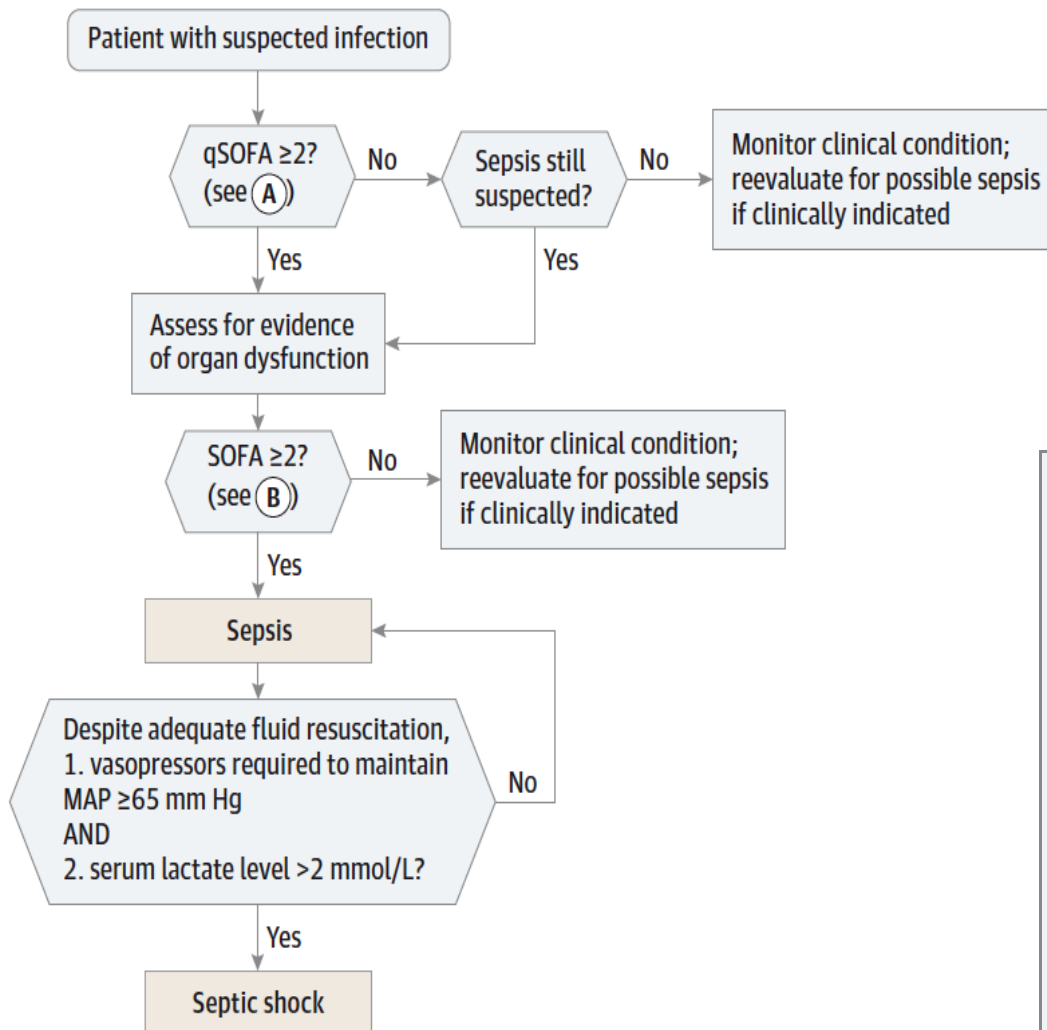 Patient with suspected infection
qSOFA ≥2?
(see A)
No
Sepsis still
suspected?
No
Monitor clinical condition;
reevaluate for possible sepsis
if clinically indicated
Yes
Yes
Assess for evidence
of organ dysfunction
SOFA ≥2?
(see B)
No
Monitor clinical condition;
reevaluate for possible sepsis
if clinically indicated
Yes
Sepsis
Despite adequate fluid resuscitation,
1. vasopressors required to maintain
MAP ≥65 mm Hg
AND
2. serum lactate level >2 mmol/L?
No
Yes
Septic shock